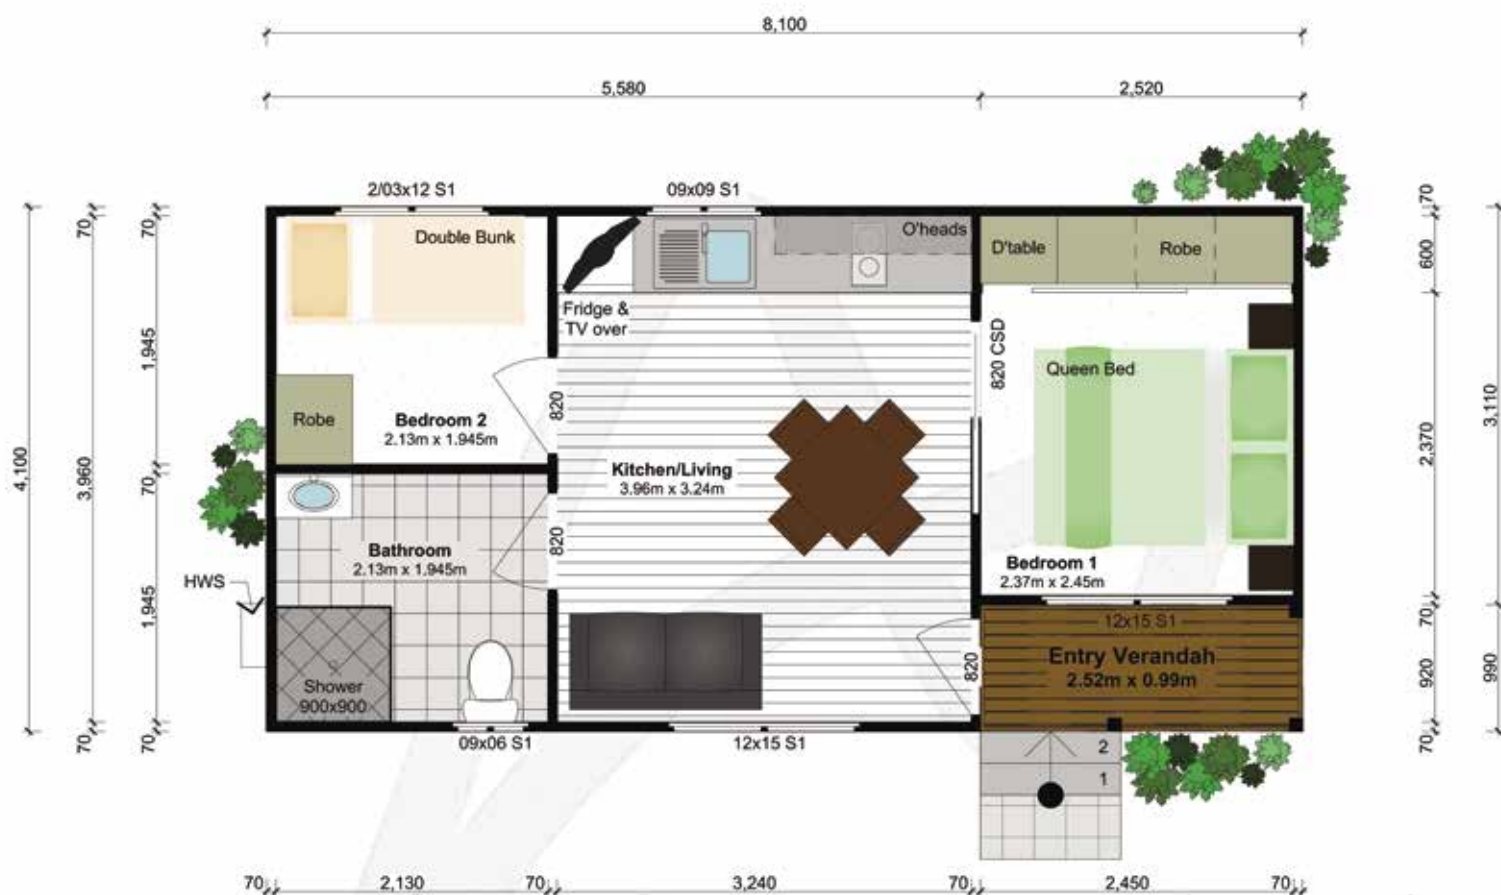 8,100
5,580
2,520
2/03x12 S1
09x09 S1
Double Bunk
O'heads
D'table
Robe
Fridge &
TV over
820 CSD
Queen Bed
Robe
Bedroom 2
2.13m x 1.945m
820
Kitchen/Living
3.96m x 3.24m
Bathroom
2.13m x 1.945m
820
Bedroom 1
2.37m x 2.45m
HWS
12x15 S1
Entry Verandah
2.52m x 0.99m
820
Shower
900x900
09x06 S1
12x15 S1
2
1
4,100
70
3,960
70
70
1,945
70
1,945
70
70
600
2,370
70
920
70
3,110
990
70
2,130
70
3,240
70
2,450
70